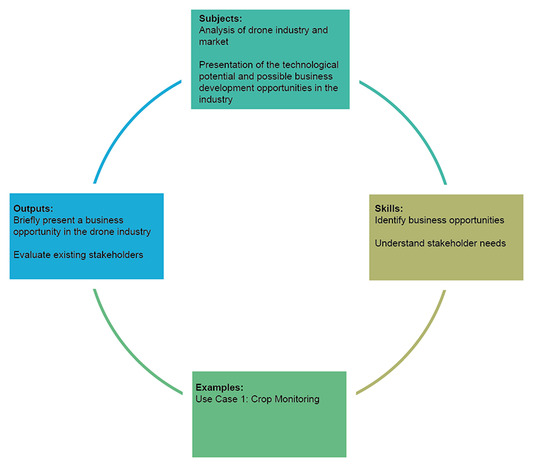 Subjects:
Analysis of drone industry and
market
Presentation of the technological
potential and possible business
development opportunities in the
industry
Outputs:
Briefly present a business
opportunity in the drone industry
Evaluate existing stakeholders
Skills:
Identify business opportunities
Understand stakeholder needs
Examples:
Use Case 1: Crop Monitoring